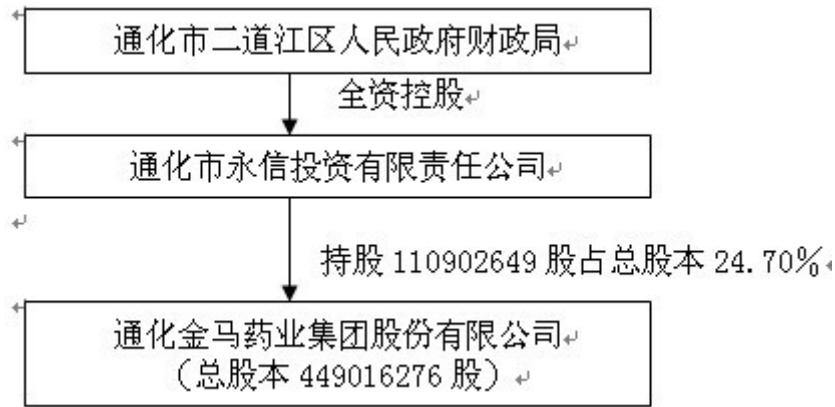 通化市二道江区人民政府财政局
全资控股
通化市永信投资有限责任公司
持股 110902649 股占总股本 24.70%
通化金马药业集团股份有限公司
（总股本 449016276 股）